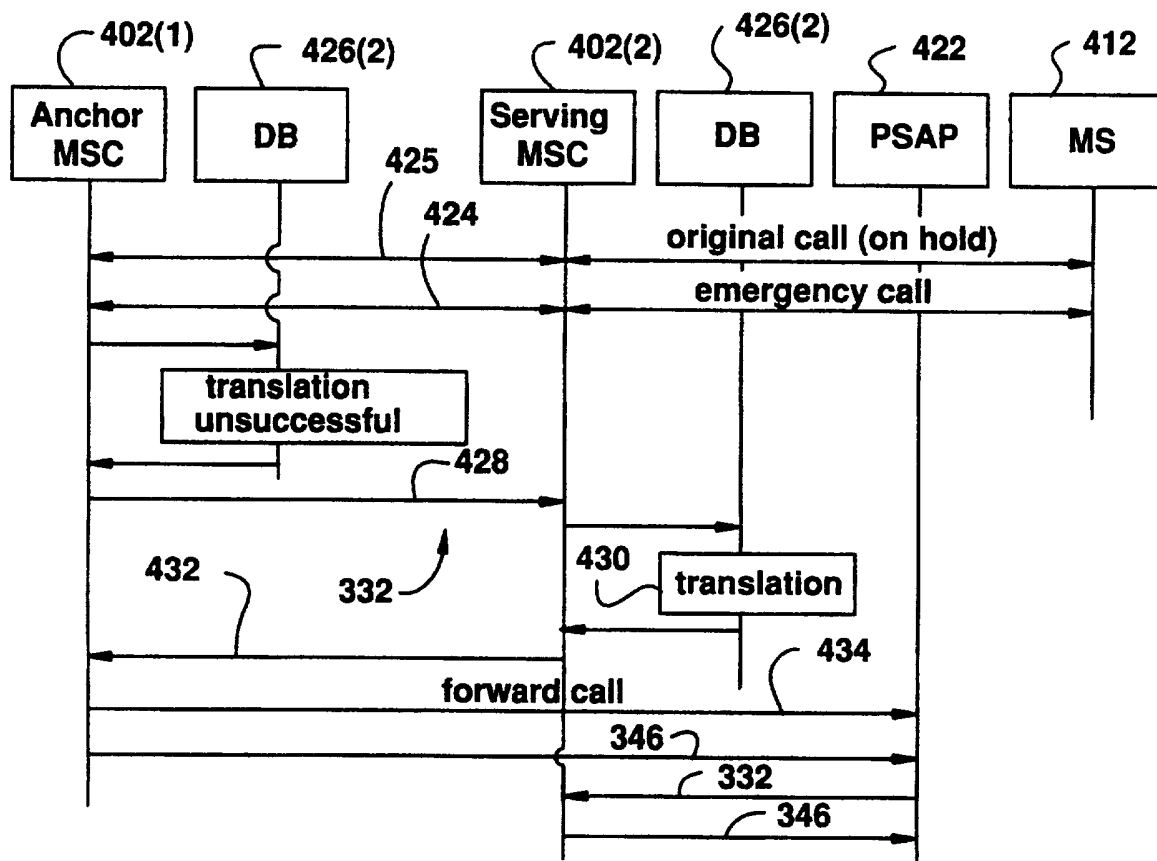 402(1)
426(2)
402(2)
426(2)
422
412
Anchor
MSC
DB
Serving
MSC
DB
PSAP
MS
425
424
original call (on hold)
emergency call
translation
unsuccessful
428
332
430
translation
432
434
forward call
346
332
346